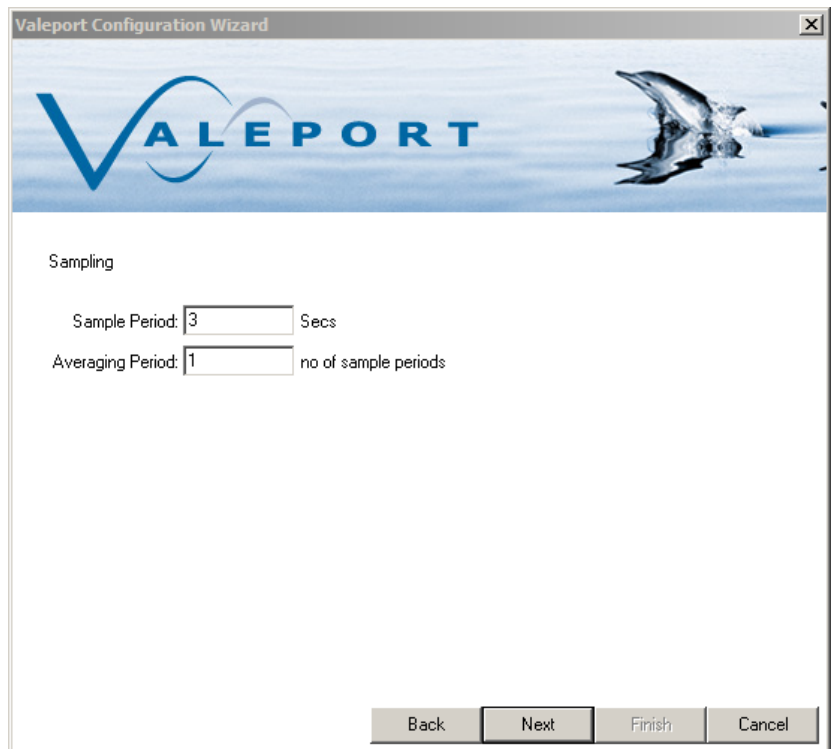 Valeport Configuration Wizard
VALEPORT
Sampling
Sample Period: 3 Secs
Averaging Period: 1 no of sample periods
Back Next Finish Cancel